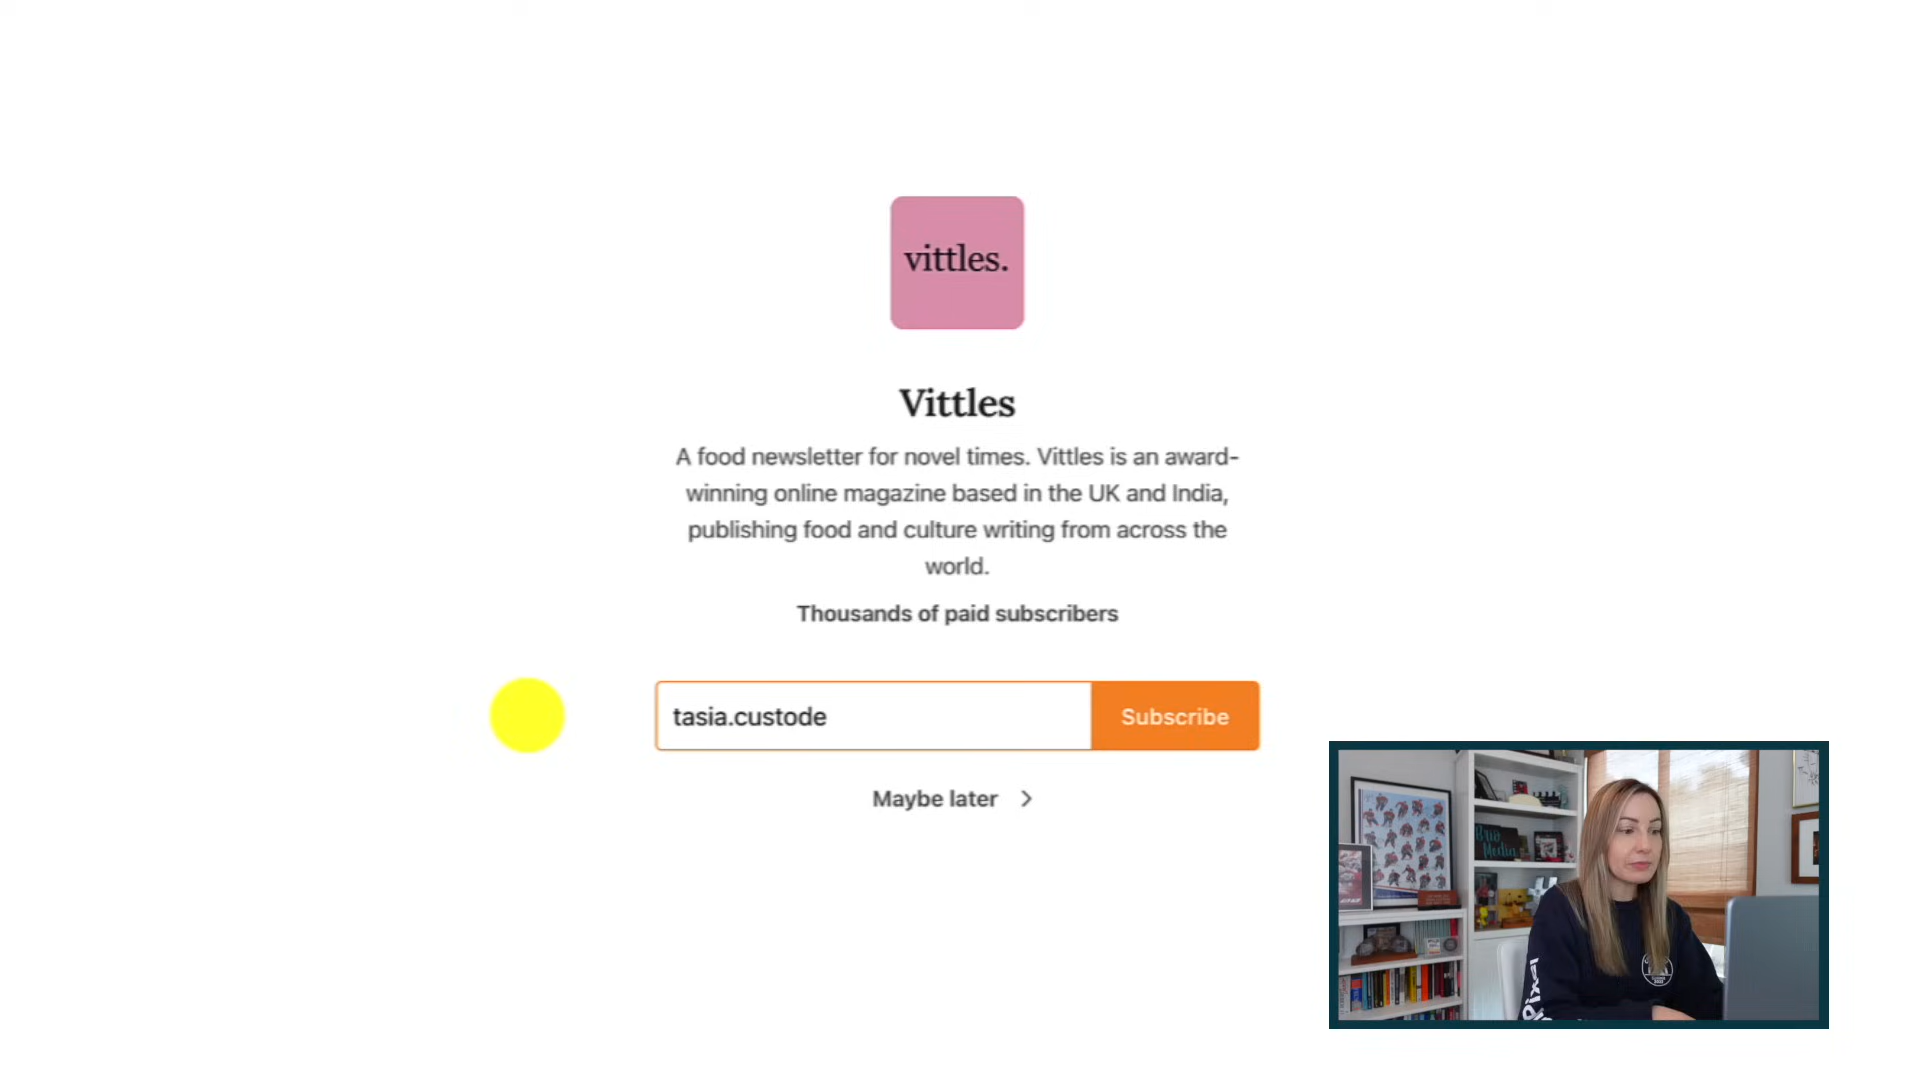 vittles.
Vittles
A food newsletter for novel times. Vittles is an award-
winning online magazine based in the UK and India,
publishing food and culture writing from across the
world.
Thousands of paid subscribers
tasia.custode
Subscribe
Maybe later
Brio
Media